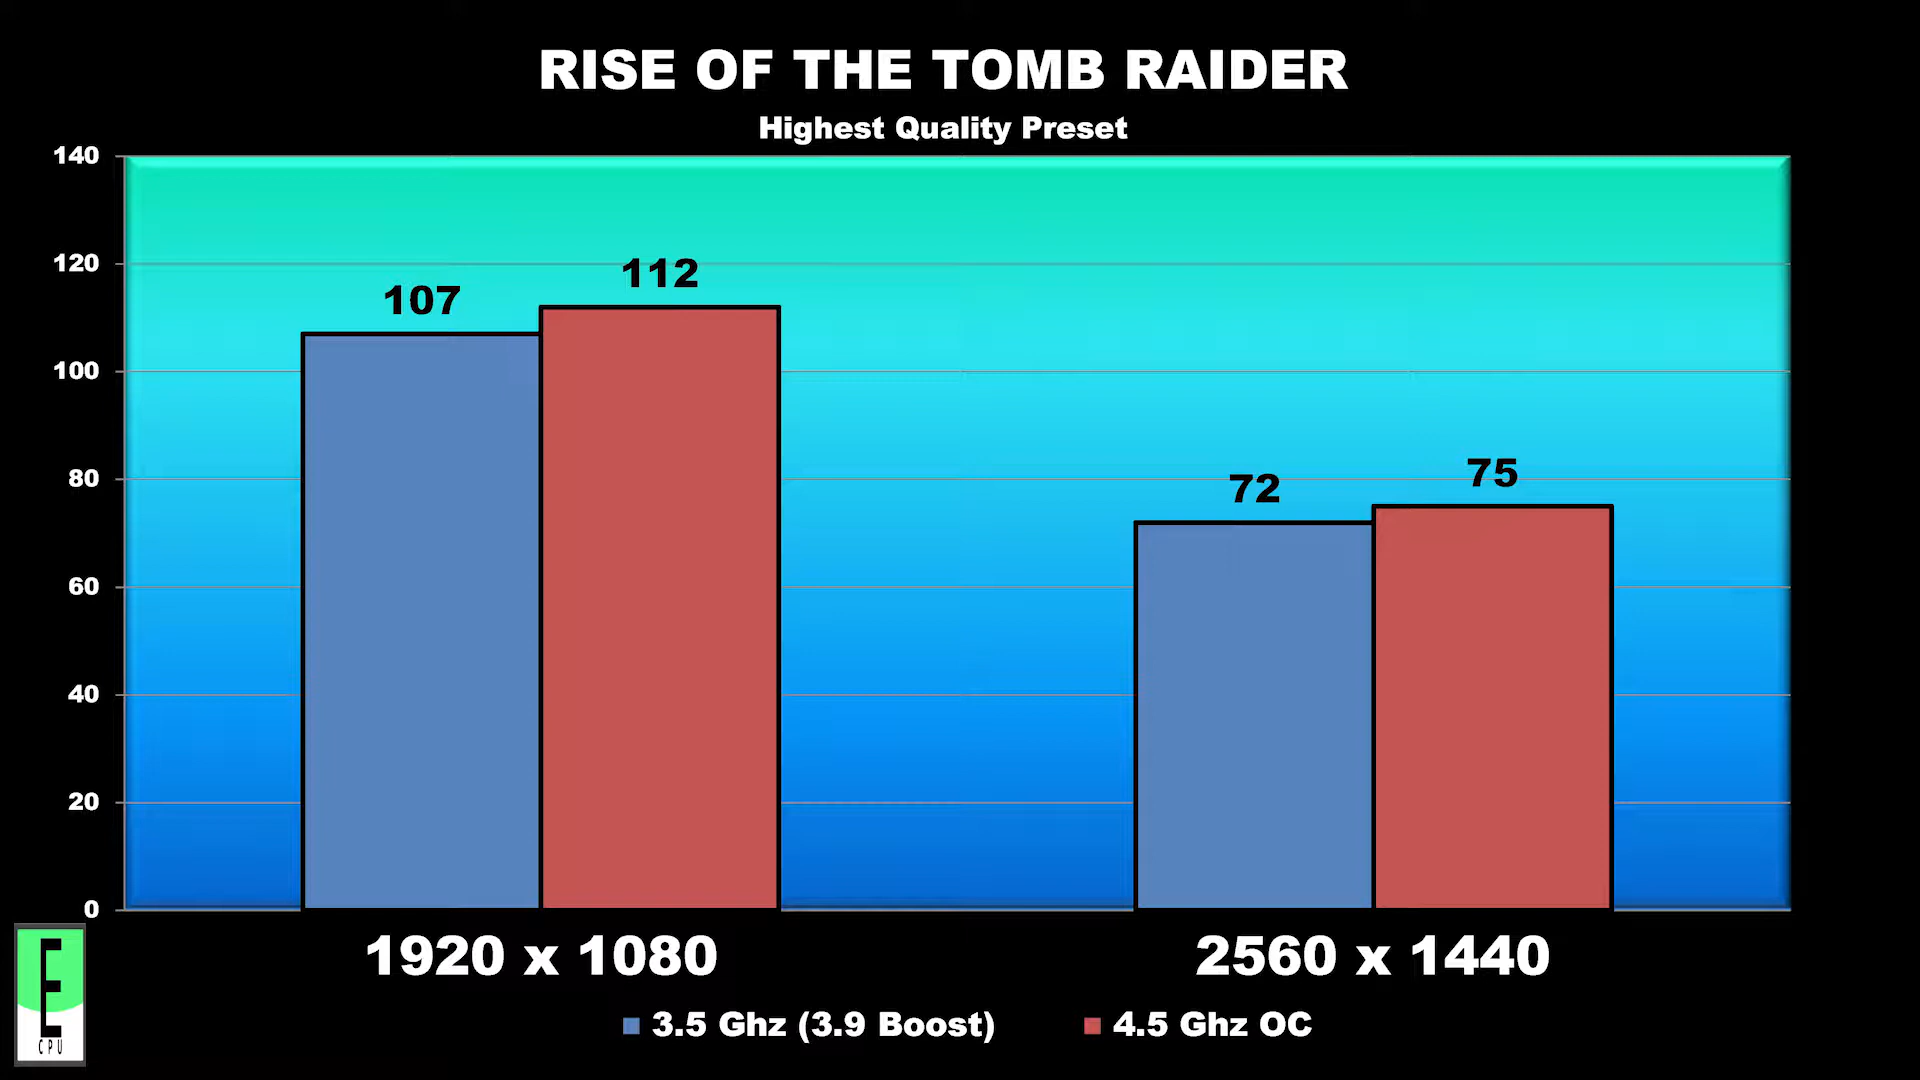 RISE OF THE TOMB RAIDER
Highest Quality Preset
140
120
100
80
60
40
20
0
107
112
72
75
1920 x 1080
2560 x 1440
3.5 Ghz (3.9 Boost)
4.5 Ghz OC
E
CPU